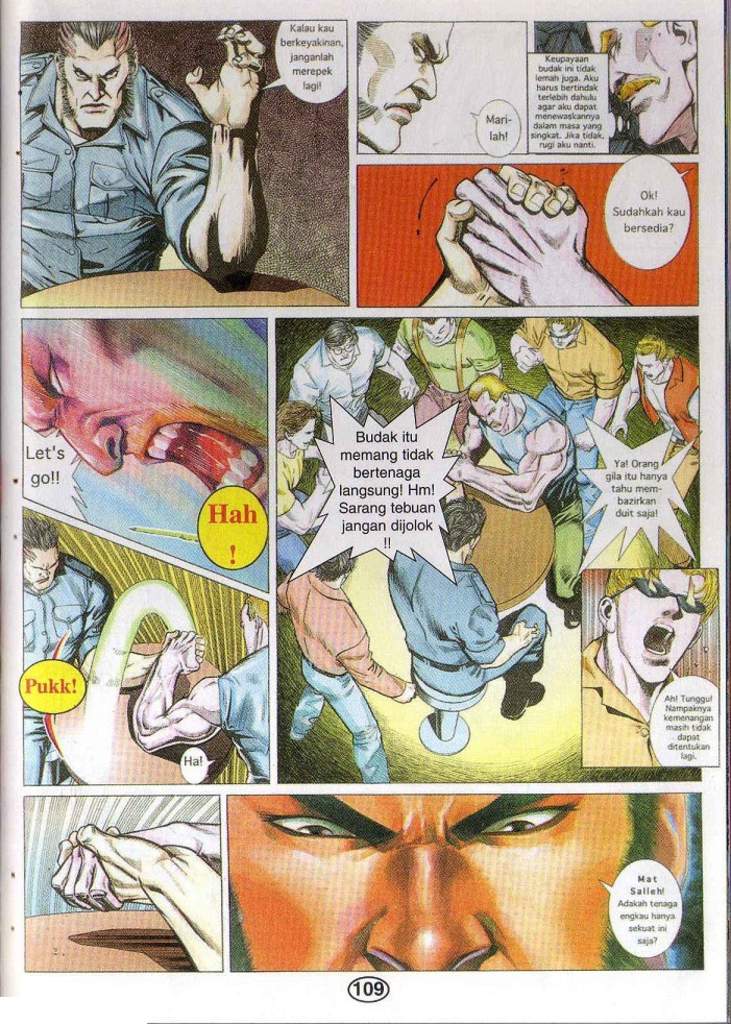 Kalau kau
berkeyakinan,
janganlah
merepek
lagi!
Mari-
lah!
Keupayaan
budak ini tidak
lemah juga. Aku
harus bertindak
terlebih dahulu
agar aku dapat
menewaskannya
dalam masa yang
singkat. Jika tidak,
rugi aku nanti.
Ok!
Sudahkah kau
bersedia?
Let's
go!!
Hah
!
Pukk!
Ha!
Budak itu
memang tidak
bertenaga
langsung! Hm!
Sarang tebuan
jangan dijolok
!!
Ya! Orang
gila itu hanya
tahu mem-
bazirkan
duit saja!
Ah! Tunggu!
Nampaknya
kemenangan
masih tidak
dapat
ditentukan
lagi.
Mat
Salleh!
Adakah tenaga
engkau hanya
sekuat ini
saja?
109